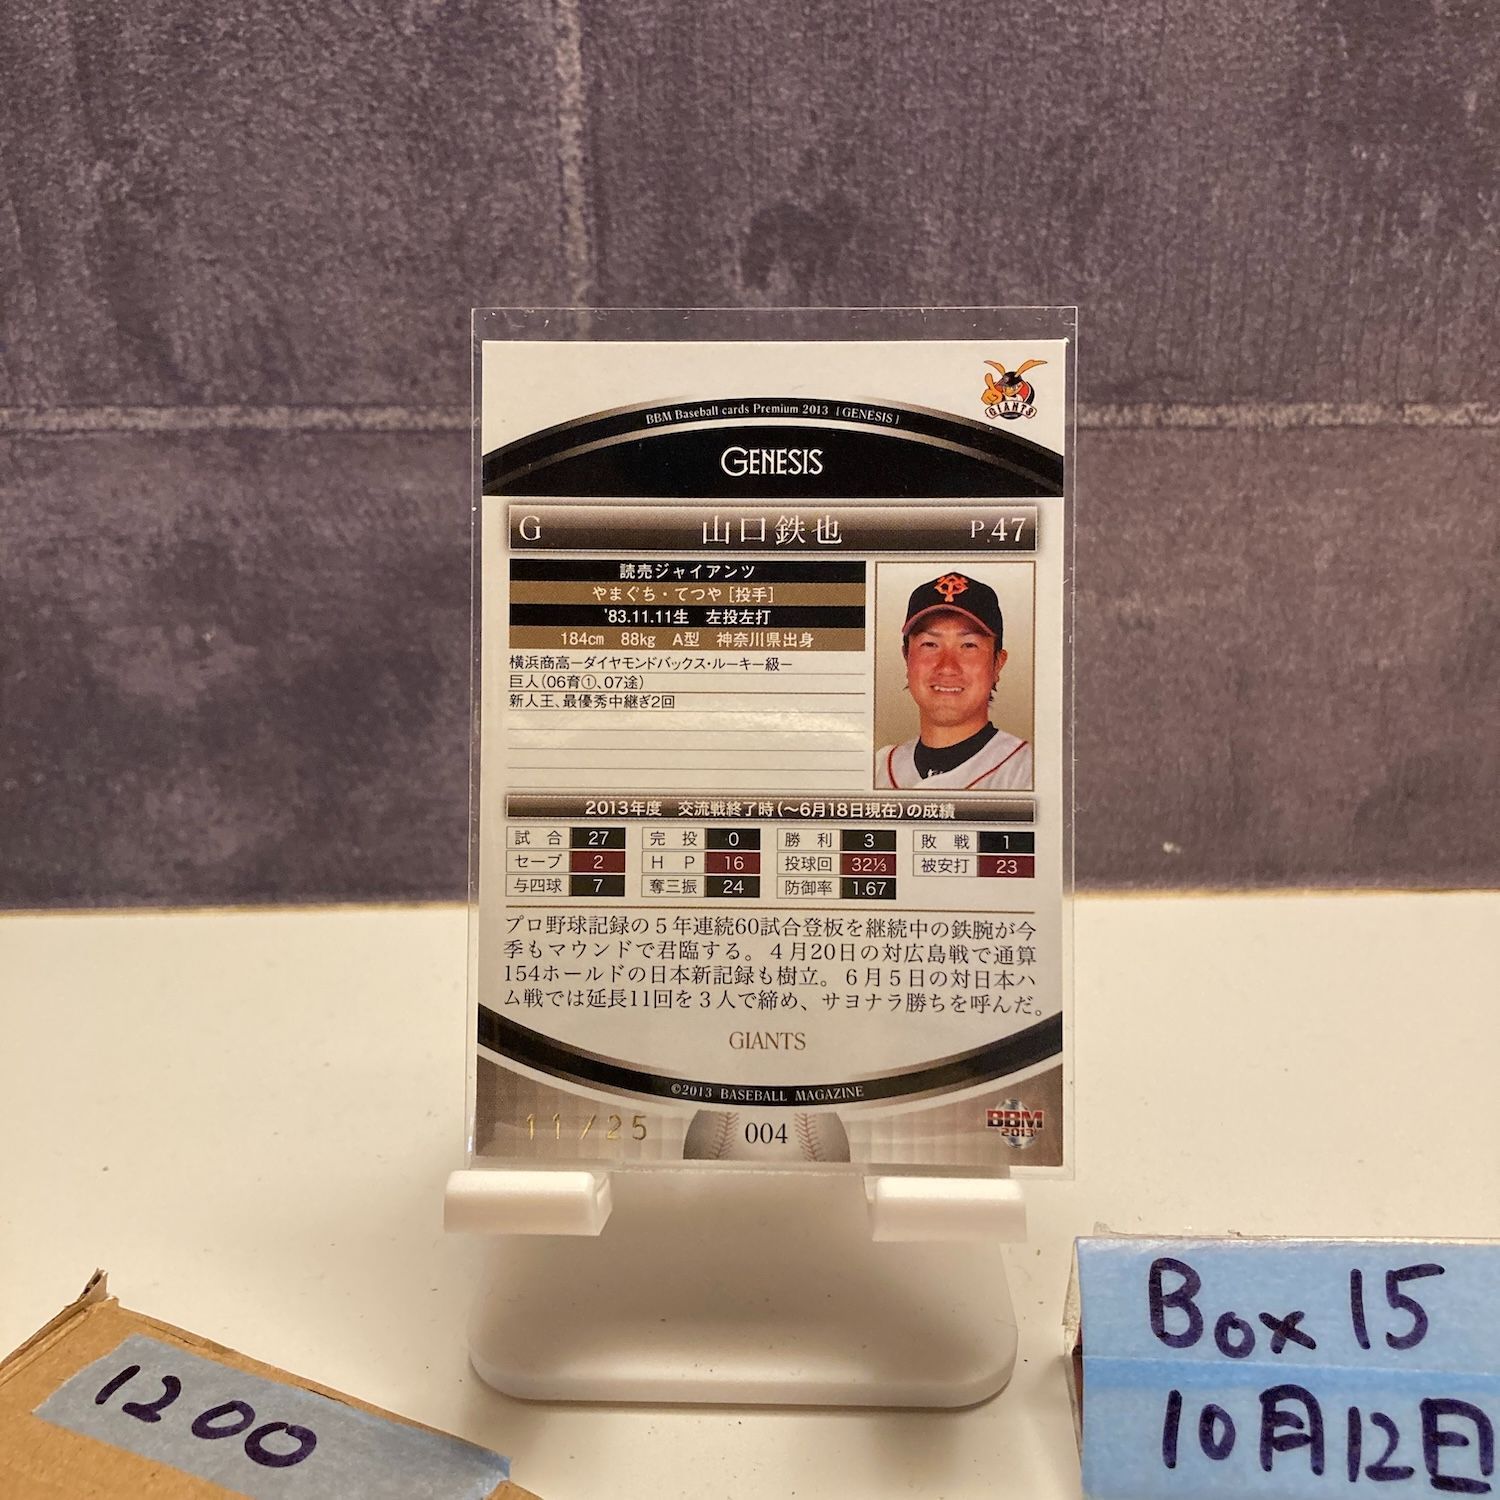 GIANTS
BBM Baseball cards Premium 2013 [GENESIS]
GENESIS
G 山口鉄也 P.47
読売ジャイアンツ
やまぐち・てつや [投手]
'83.11.11生 左投左打
184cm 88kg A型 神奈川県出身
横浜商高ーダイヤモンドバックス・ルーキー級ー
巨人(06育①、07途)
新人王、最優秀中継ぎ2回
2013年度 交流戦終了時(〜6月18日現在)の成績
試合 27 完投 0 勝利 3 敗戦 1
セーブ 2 HP 16 投球回 32⅓ 被安打 23
与四球 7 奪三振 24 防御率 1.67
プロ野球記録の5年連続60試合登板を継続中の鉄腕が今
季もマウンドで君臨する。4月20日の対広島戦で通算
154ホールドの日本新記録も樹立。6月5日の対日本ハ
ム戦では延長11回を3人で締め、サヨナラ勝ちを呼んだ。
GIANTS
©2013 BASEBALL MAGAZINE
11/25
004
BBM
2013
Box 15
10月12日
1200